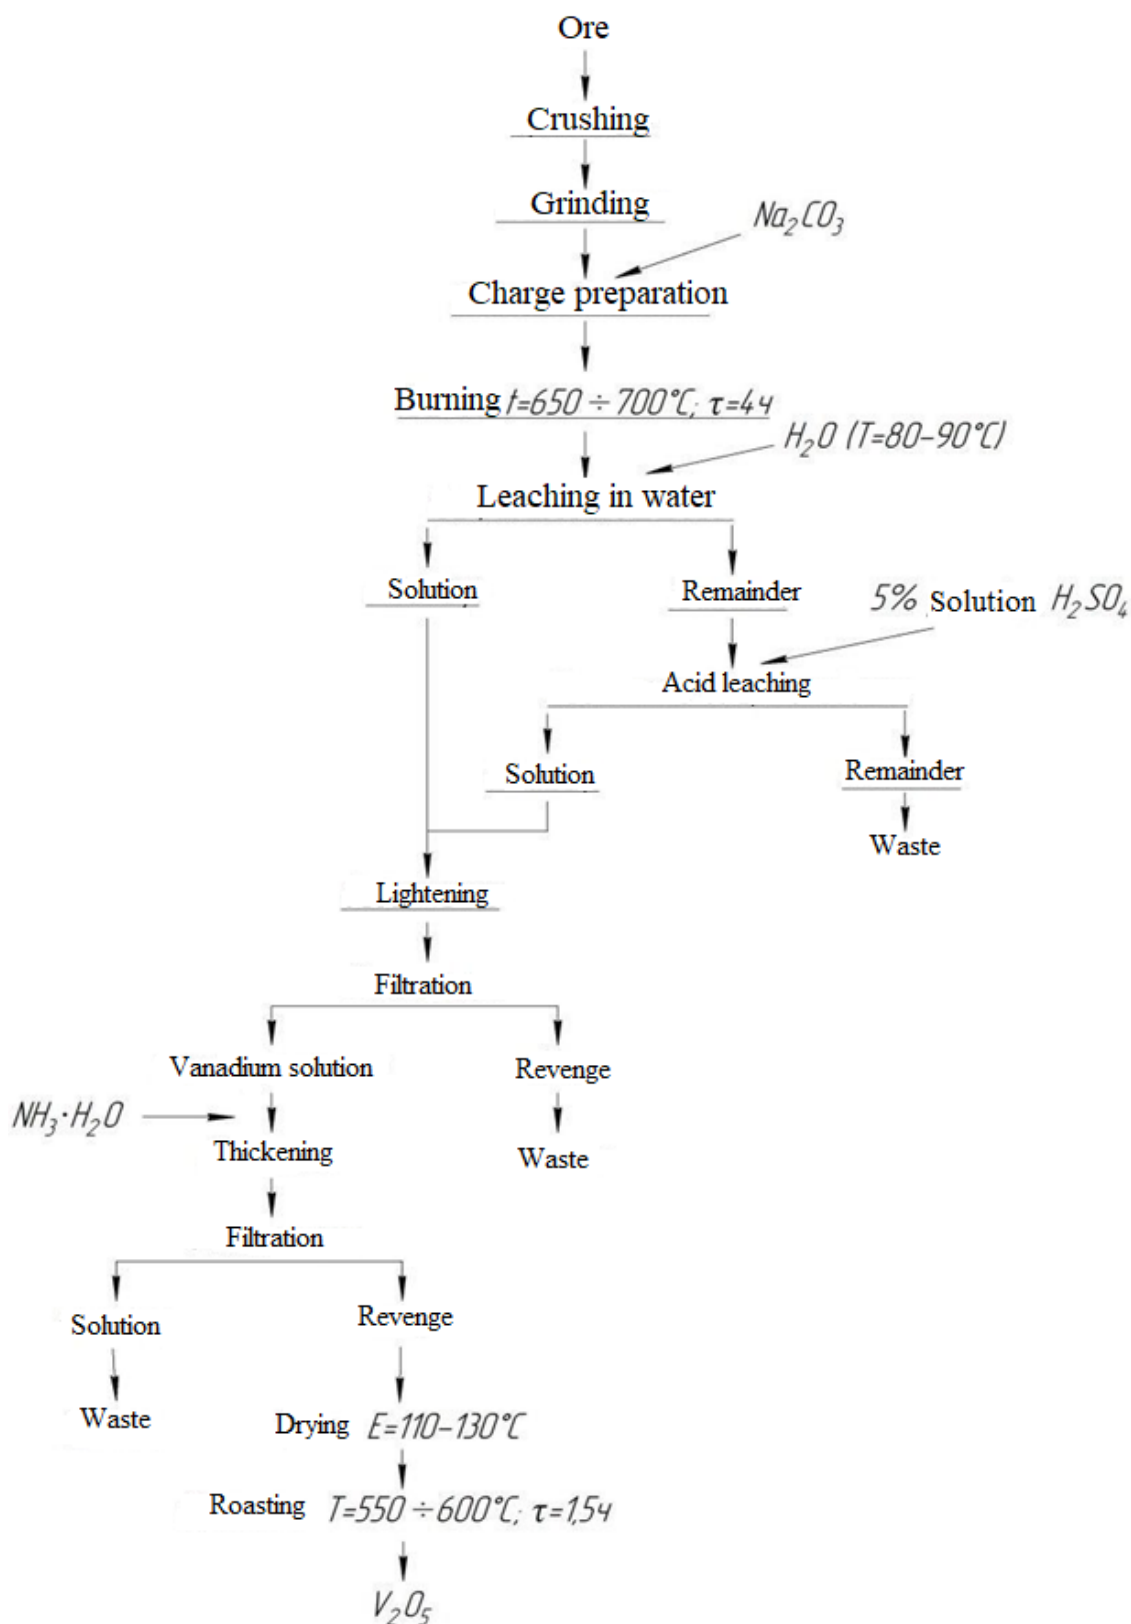 Ore
Crushing
Grinding
Na₂CO₃
Charge preparation
Burning t=650÷700°C; τ=4ч
H₂O (T=80–90°C)
Leaching in water
Solution
Remainder
5% Solution H₂SO₄
Acid leaching
Solution
Remainder
Waste
Lightening
Filtration
Vanadium solution
Revenge
NH₃·H₂O
Thickening
Waste
Filtration
Solution
Revenge
Waste
Drying E=110–130°C
Roasting T=550÷600°C; τ=1,5ч
V₂O₅